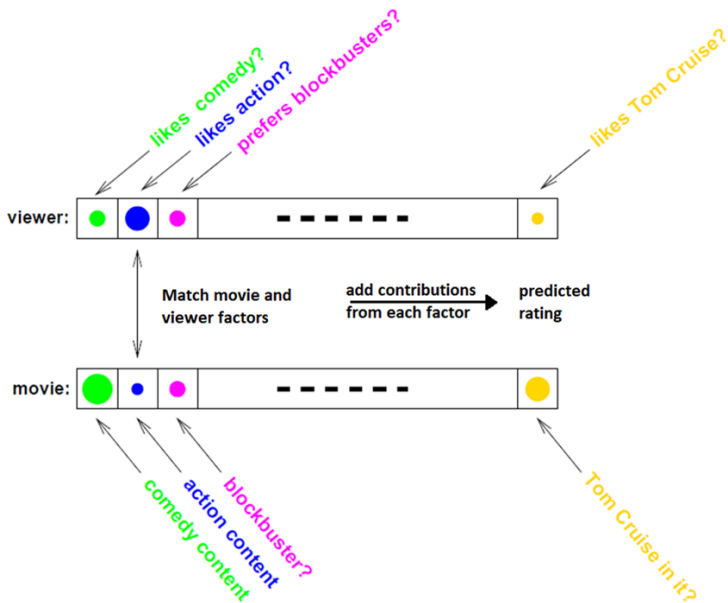 likes comedy?
likes action?
prefers blockbusters?
likes Tom Cruise?
viewer:
Match movie and
viewer factors
add contributions
from each factor
predicted
rating
movie:
comedy content
action content
blockbuster?
Tom Cruise in it?